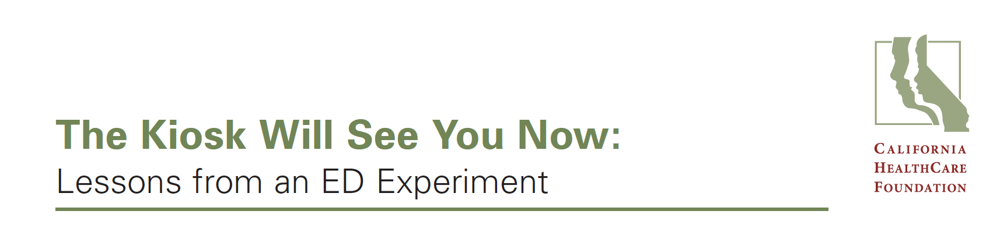 The Kiosk Will See You Now:
Lessons from an ED Experiment
CALIFORNIA
HEALTHCARE
FOUNDATION